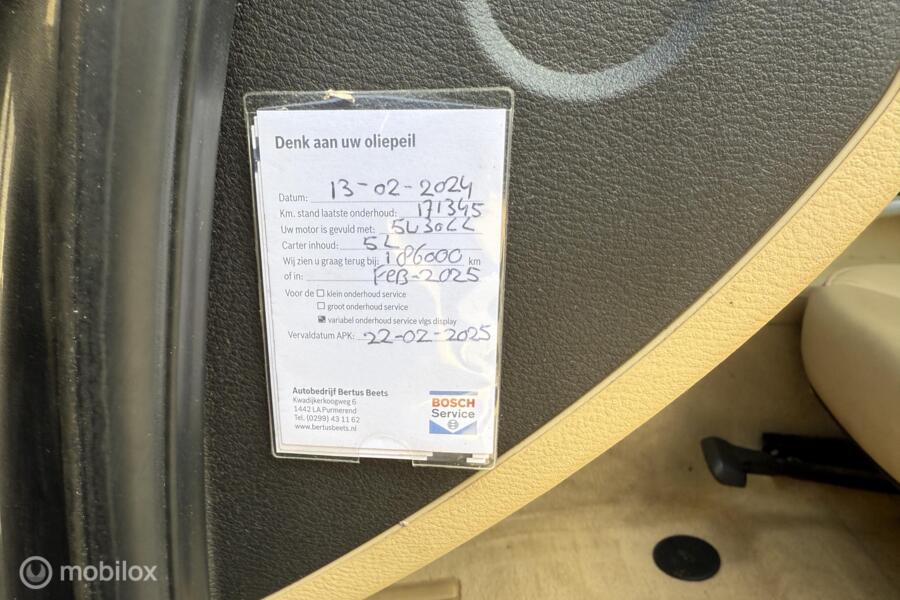 Denk aan uw oliepeil
Datum: 13-02-2024
Km. stand laatste onderhoud: 171345
Uw motor is gevuld met: 5W30LL
Carter inhoud: 5L
Wij zien u graag terug bij: 186000 km
of in: FEB-2025
Voor de klein onderhoud service
groot onderhoud service
variabel onderhoud service vlgs display
Vervaldatum APK: 22-02-2025
Autobedrijf Bertus Beets
Kwadijkerkoogweg 6
1442 LA Purmerend
Tel. (0299) 43 11 62
www.bertusbeets.nl
BOSCH
Service
mobilox